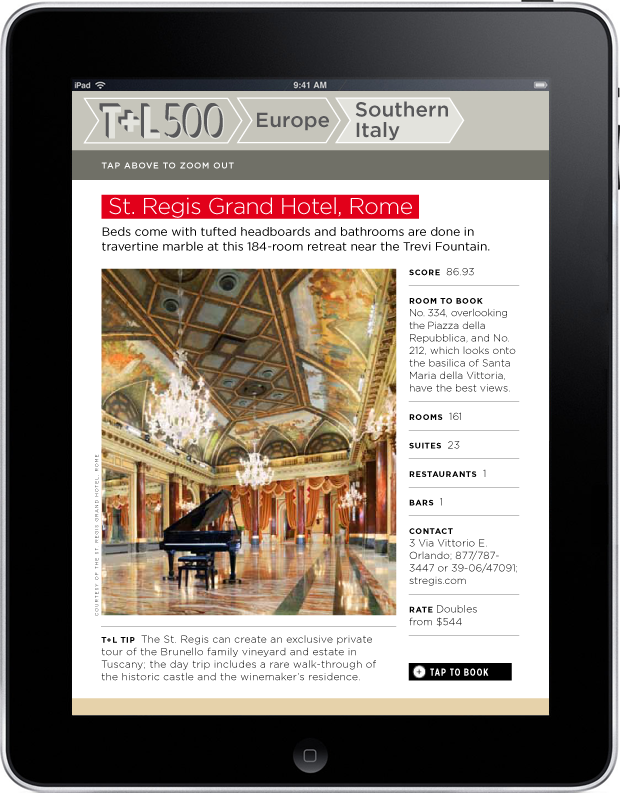 iPad
9:41 AM
T+L 500
Europe
Southern
Italy
TAP ABOVE TO ZOOM OUT
St. Regis Grand Hotel, Rome
Beds come with tufted headboards and bathrooms are done in
travertine marble at this 184-room retreat near the Trevi Fountain.
COURTESY OF THE ST. REGIS GRAND HOTEL, ROME
T+L TIP The St. Regis can create an exclusive private
tour of the Brunello family vineyard and estate in
Tuscany; the day trip includes a rare walk-through of
the historic castle and the winemaker's residence.
SCORE 86.93
ROOM TO BOOK
No. 334, overlooking
the Piazza della
Repubblica, and No.
212, which looks onto
the basilica of Santa
Maria della Vittoria,
have the best views.
ROOMS 161
SUITES 23
RESTAURANTS 1
BARS 1
CONTACT
3 Via Vittorio E.
Orlando; 877/787-
3447 or 39-06/47091;
stregis.com
RATE Doubles
from $544
TAP TO BOOK